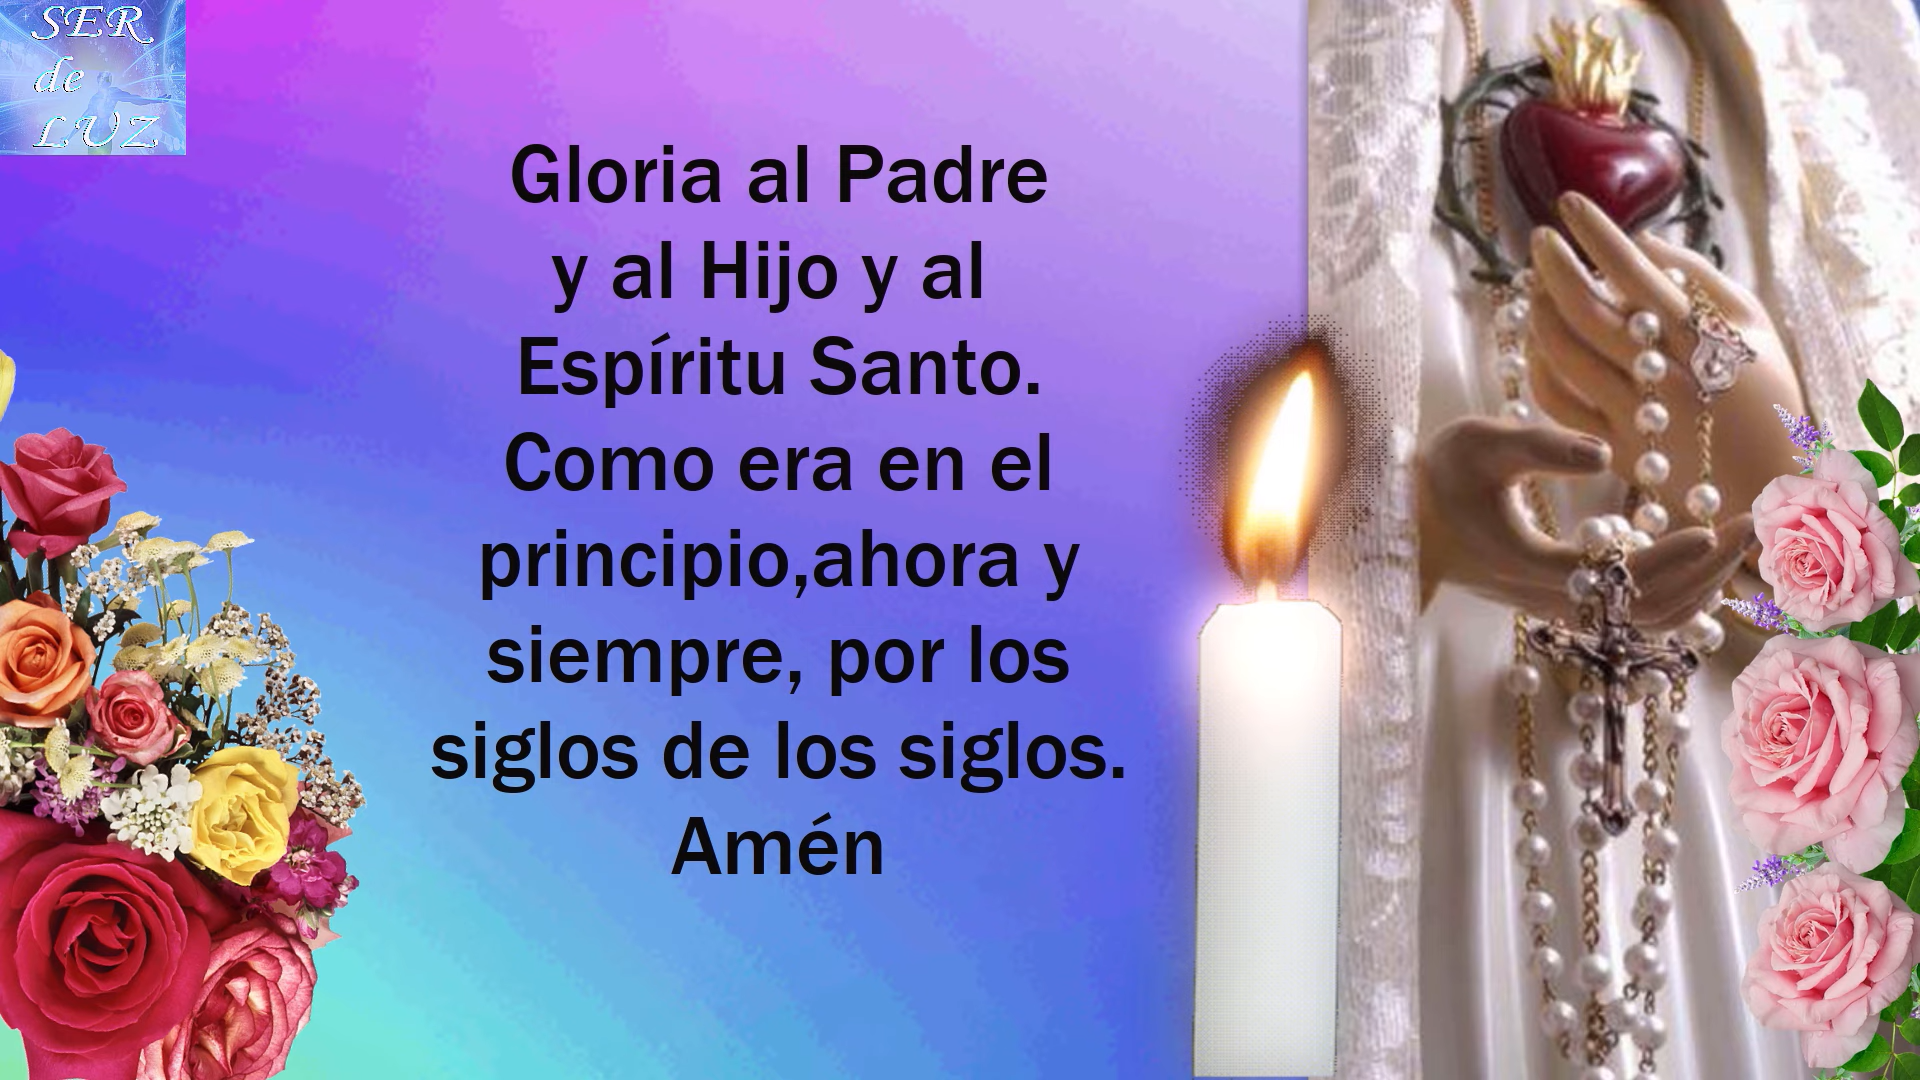 SER
de
LUZ
Gloria al Padre
y al Hijo y al
Espíritu Santo.
Como era en el
principio,ahora y
siempre, por los
siglos de los siglos.
Amén